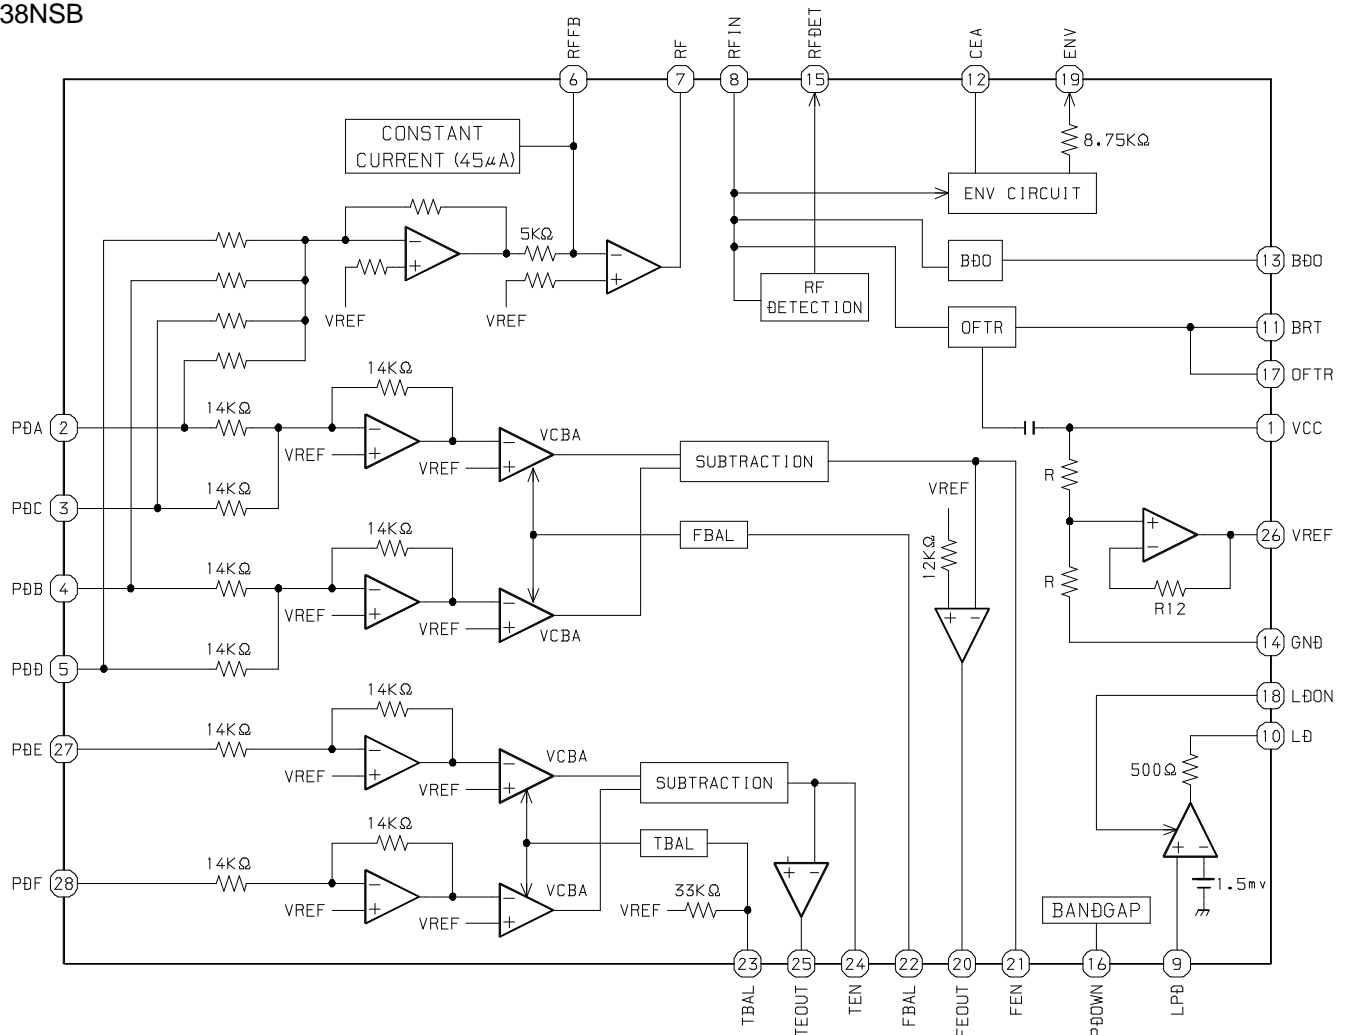 38NSB
RFFB
RF
RFIN
RFDET
CEA
ENV
6
7
8
15
12
19
CONSTANT
CURRENT (45μA)
8.75KΩ
ENV CIRCUIT
5KΩ
−
+
−
+
VREF
VREF
BDO
13 BDO
RF
DETECTION
OFTR
11 BRT
17 OFTR
14KΩ
PDA 2
14KΩ
−
+
VREF
VCBA
−
+
VREF
SUBTRACTION
1 VCC
R
PDC 3
14KΩ
VREF
FBAL
+
−
26 VREF
12KΩ
14KΩ
PDB 4
14KΩ
−
+
VREF
−
+
VREF
VCBA
R
R12
+ −
14 GND
PDD 5
14KΩ
18 LDON
10 LD
500Ω
14KΩ
PDE 27
14KΩ
−
+
VREF
VCBA
−
+
VREF
SUBTRACTION
TBAL
+ −
1.5mv
14KΩ
PDF 28
14KΩ
−
+
VREF
VCBA
−
+
VREF
33KΩ
VREF
+ −
BANDGAP
23
25
24
22
20
21
16
9
TBAL
TEOUT
TEN
FBAL
FEOUT
FEN
PDOWN
LPD